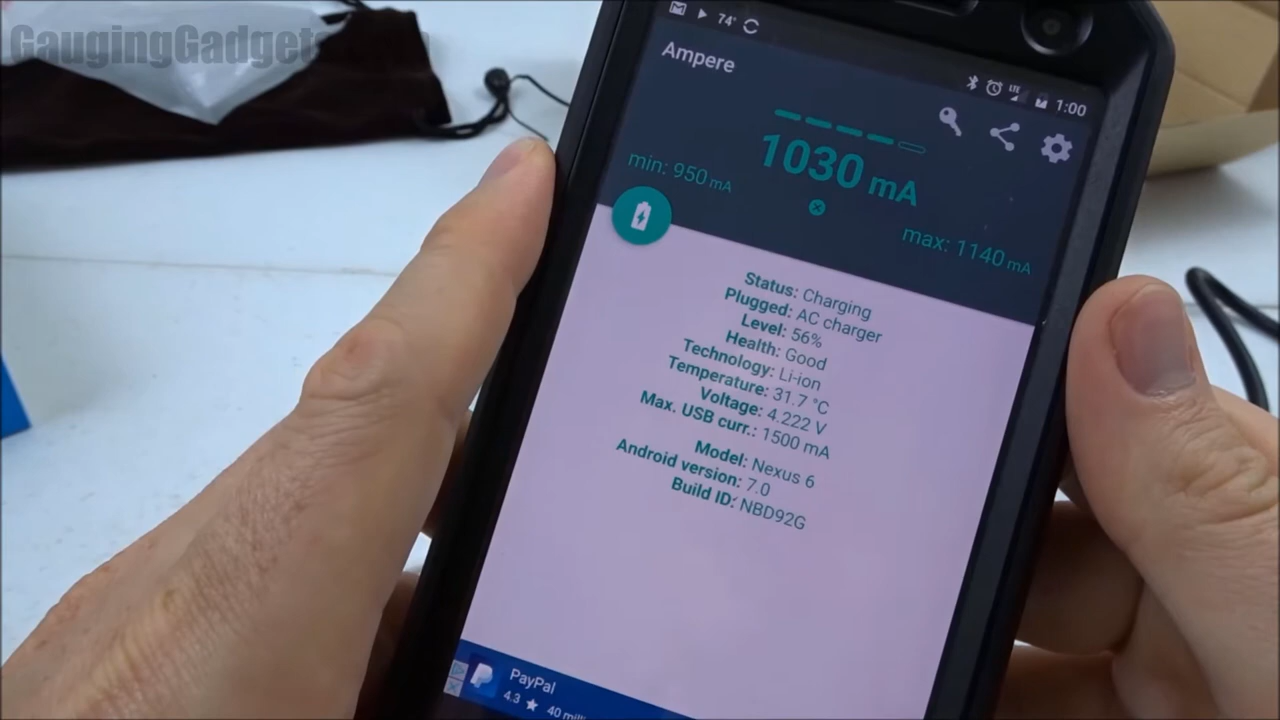 GaugingGadgets
74°
1:00
LTE
Ampere
1030 mA
min: 950 mA
max: 1140 mA
Status: Charging
Plugged: AC charger
Level: 56%
Health: Good
Technology: Li-ion
Temperature: 31.7 °C
Voltage: 4.222 V
Max. USB curr.: 1500 mA
Model: Nexus 6
Android version: 7.0
Build ID: NBD92G
PayPal
4.3 ★ 40